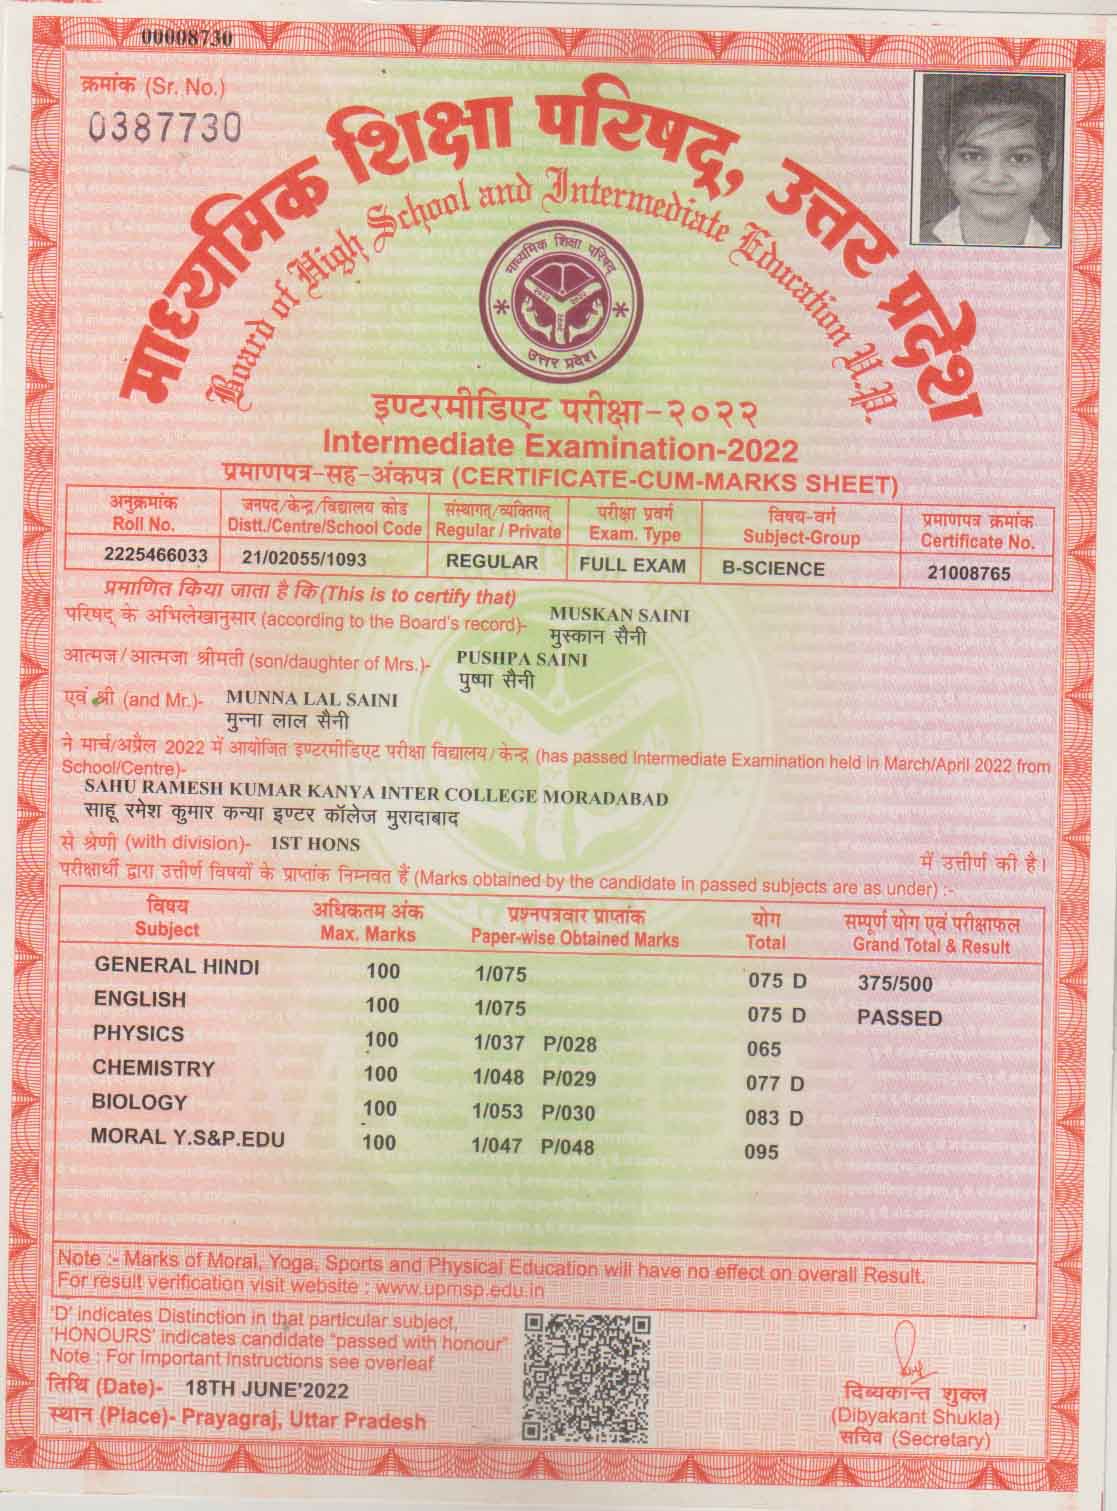 00008730
क्रमांक (Sr. No.)
0387730
माध्यमिक शिक्षा परिषद्, उत्तर प्रदेश
Board of High School and Intermediate Education U.P.
माध्यमिक शिक्षा परिषद्
उत्तर प्रदेश
इण्टरमीडिएट परीक्षा-२०२२
Intermediate Examination-2022
प्रमाणपत्र-सह-अंकपत्र (CERTIFICATE-CUM-MARKS SHEET)
अनुक्रमांक जनपद/केन्द्र/विद्यालय कोड संस्थागत्/व्यक्तिगत् परीक्षा प्रवर्ग विषय-वर्ग प्रमाणपत्र क्रमांक
Roll No. Distt./Centre/School Code Regular / Private Exam. Type Subject-Group Certificate No.
2225466033 21/02055/1093 REGULAR FULL EXAM B-SCIENCE 21008765
प्रमाणित किया जाता है कि (This is to certify that)
परिषद् के अभिलेखानुसार (according to the Board's record)- MUSKAN SAINI
मुस्कान सैनी
आत्मज/आत्मजा श्रीमती (son/daughter of Mrs.)- PUSHPA SAINI
पुष्पा सैनी
एवं श्री (and Mr.)- MUNNA LAL SAINI
मुन्ना लाल सैनी
ने मार्च/अप्रैल 2022 में आयोजित इण्टरमीडिएट परीक्षा विद्यालय/केन्द्र (has passed Intermediate Examination held in March/April 2022 from
School/Centre)-
SAHU RAMESH KUMAR KANYA INTER COLLEGE MORADABAD
साहू रमेश कुमार कन्या इण्टर कॉलेज मुरादाबाद
से श्रेणी (with division)- 1ST HONS में उत्तीर्ण की है।
परीक्षार्थी द्वारा उत्तीर्ण विषयों के प्राप्तांक निम्नवत हैं (Marks obtained by the candidate in passed subjects are as under) :-
विषय अधिकतम अंक प्रश्नपत्रवार प्राप्तांक योग सम्पूर्ण योग एवं परीक्षाफल
Subject Max. Marks Paper-wise Obtained Marks Total Grand Total & Result
GENERAL HINDI 100 1/075 075 D 375/500
ENGLISH 100 1/075 075 D PASSED
PHYSICS 100 1/037 P/028 065
CHEMISTRY 100 1/048 P/029 077 D
BIOLOGY 100 1/053 P/030 083 D
MORAL Y.S&P.EDU 100 1/047 P/048 095
Note :- Marks of Moral, Yoga, Sports and Physical Education will have no effect on overall Result.
For result verification visit website : www.upmsp.edu.in
'D' indicates Distinction in that particular subject,
'HONOURS' indicates candidate "passed with honour"
Note : For Important Instructions see overleaf
तिथि (Date)- 18TH JUNE'2022
स्थान (Place)- Prayagraj, Uttar Pradesh
दिब्यकान्त शुक्ल
(Dibyakant Shukla)
सचिव (Secretary)